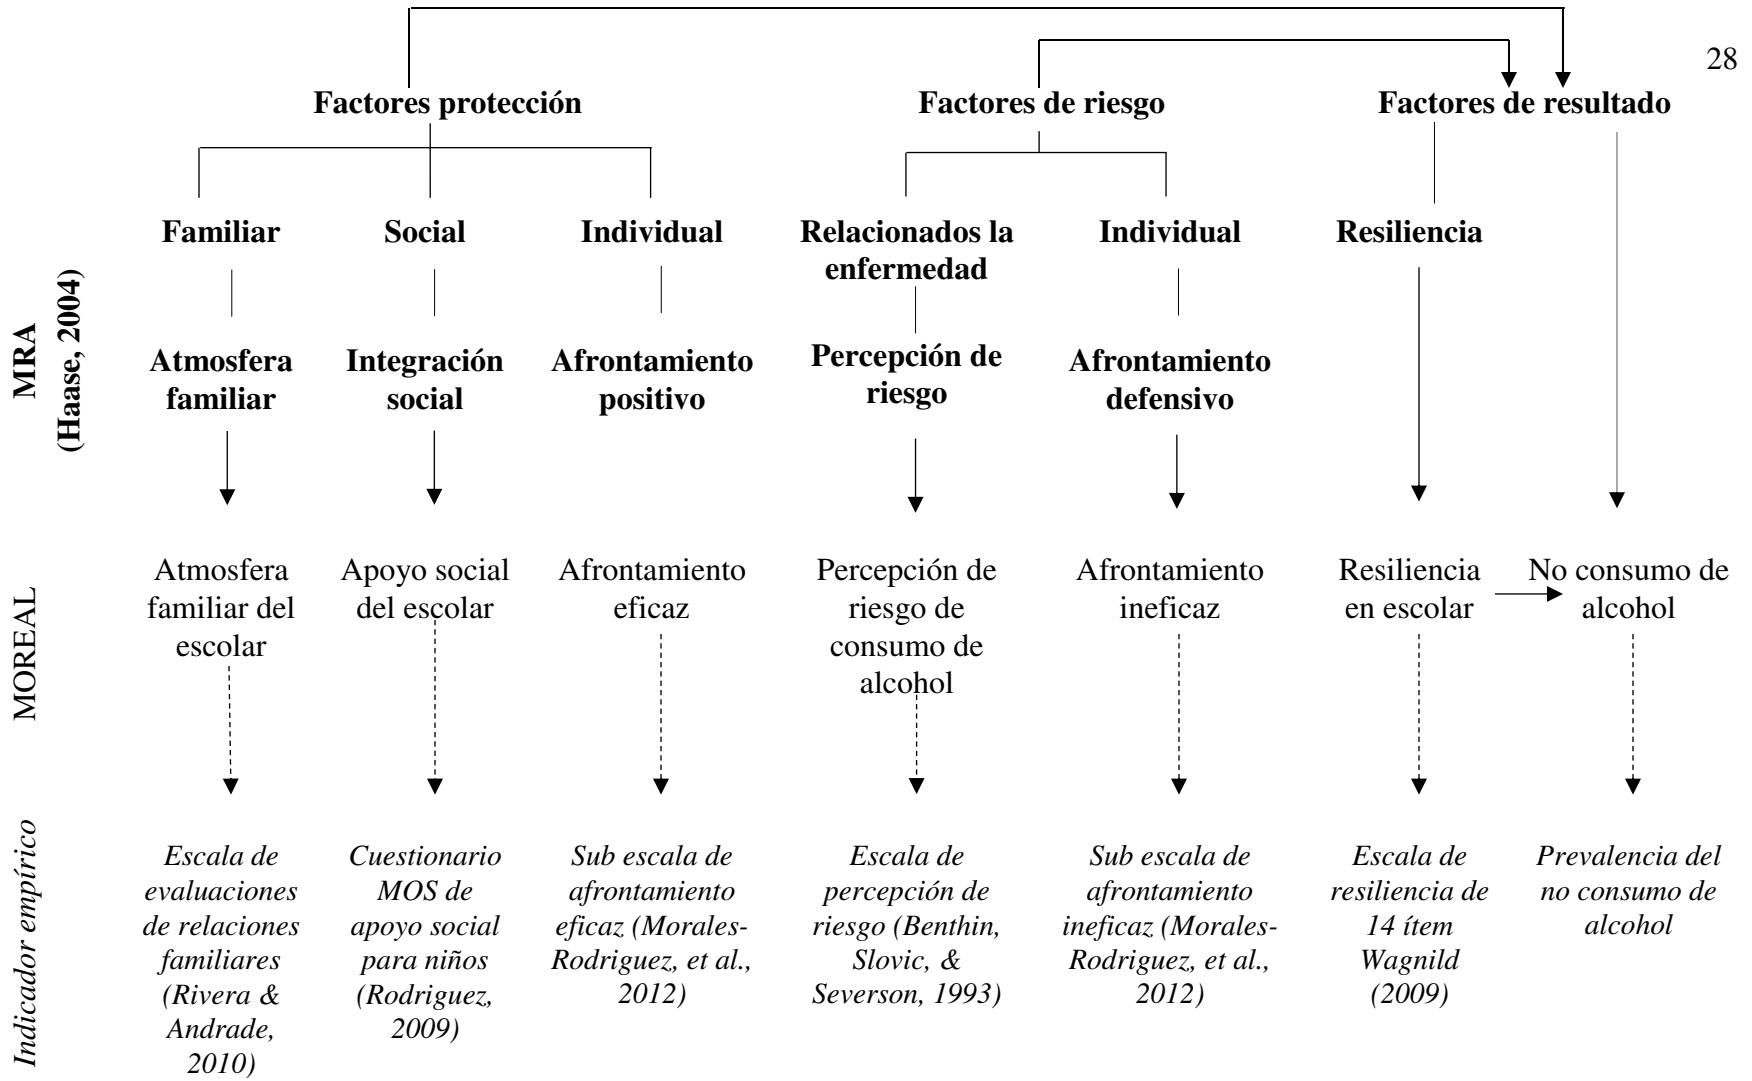 28
Factores protección
Factores de riesgo
Factores de resultado
Familiar
Social
Individual
Relacionados la
enfermedad
Individual
Resiliencia
MRA
(Haase, 2004)
Atmosfera
familiar
Integración
social
Afrontamiento
positivo
Percepción de
riesgo
Afrontamiento
defensivo
MOREAL
Atmosfera
familiar del
escolar
Apoyo social
del escolar
Afrontamiento
eficaz
Percepción de
riesgo de
consumo de
alcohol
Afrontamiento
ineficaz
Resiliencia
en escolar
No consumo de
alcohol
Indicador empírico
Escala de
evaluaciones
de relaciones
familiares
(Rivera &
Andrade,
2010)
Cuestionario
MOS de
apoyo social
para niños
(Rodriguez,
2009)
Sub escala de
afrontamiento
eficaz (Morales-
Rodriguez, et al.,
2012)
Escala de
percepción de
riesgo (Benthin,
Slovic, &
Severson, 1993)
Sub escala de
afrontamiento
ineficaz (Morales-
Rodriguez, et al.,
2012)
Escala de
resiliencia de
14 ítem
Wagnild
(2009)
Prevalencia del
no consumo de
alcohol